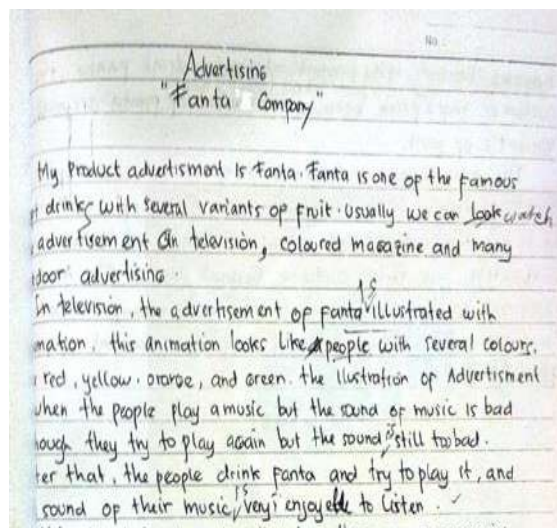 No.
Advertising
"Fanta Company"
My Product advertisment is Fanta. Fanta is one of the famous
drinks with several variants of fruit. Usually we can look watch
advertisement on television, coloured magazine and many
door advertising.
In television, the advertisement of fanta is illustrated with
mation. this animation looks like people with several colours.
red, yellow, orange, and green. the ilustration of Advertisment
when the people play a music but the sound of music is bad
ough they try to play again but the sound is still too bad.
ter that, the people drink fanta and try to play it, and
sound of their music is very to listen.